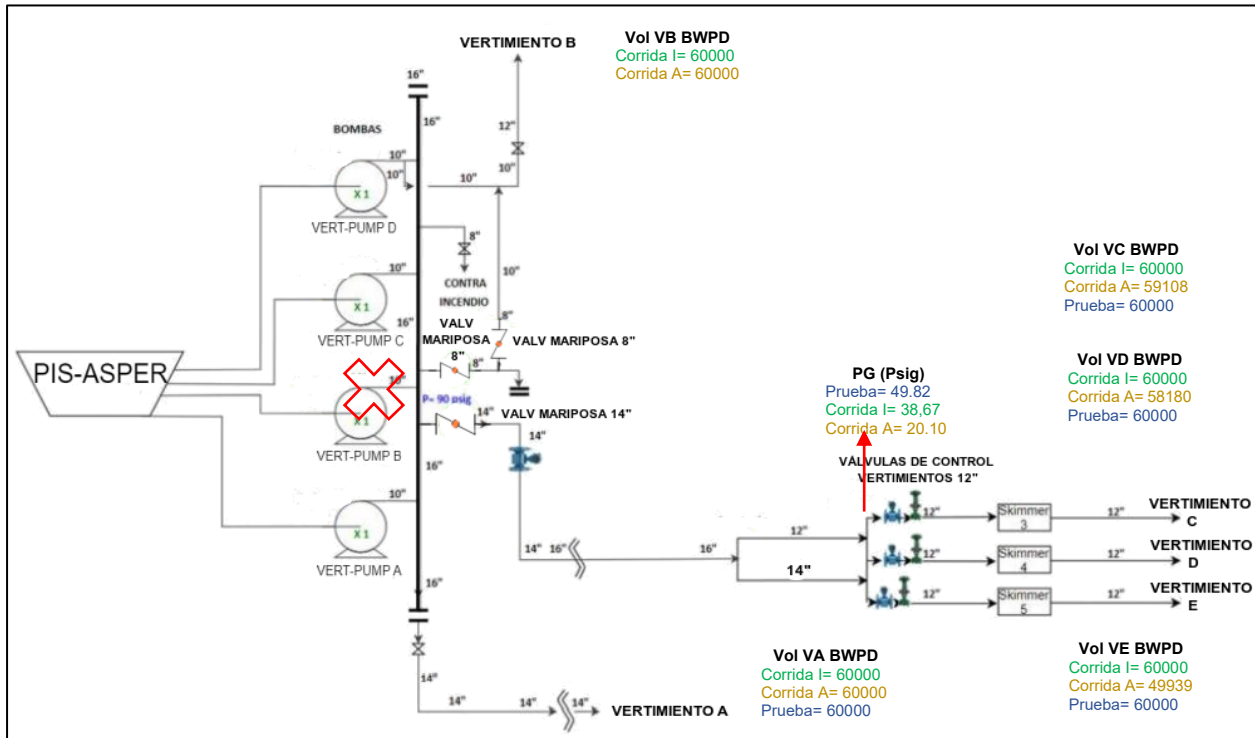 VERTIMIENTO B
Vol VB BWPD
Corrida I= 60000
Corrida A= 60000
16"
16"
12"
BOMBAS
10"
10"
10"
10"
X 1
VERT-PUMP D
8"
CONTRA
INCENDIO
10"
10"
X 1
16"
VERT-PUMP C
VALV
MARIPOSA
8"
8"
8"
VALV MARIPOSA 8"
PIS-ASPER
10"
P= 90 psig
X 1
VERT-PUMP B
14"
VALV MARIPOSA 14"
14"
16"
10"
X 1
VERT-PUMP A
14"
16"
16"
16"
12"
14"
PG (Psig)
Prueba= 49.82
Corrida I= 38,67
Corrida A= 20.10
VÁLVULAS DE CONTROL
VERTIMIENTOS 12"
Vol VC BWPD
Corrida I= 60000
Corrida A= 59108
Prueba= 60000
Vol VD BWPD
Corrida I= 60000
Corrida A= 58180
Prueba= 60000
12"
Skimmer
3
12"
VERTIMIENTO
C
12"
Skimmer
4
12"
VERTIMIENTO
D
12"
Skimmer
5
12"
VERTIMIENTO
E
14"
14"
14"
14"
VERTIMIENTO A
Vol VA BWPD
Corrida I= 60000
Corrida A= 60000
Prueba= 60000
Vol VE BWPD
Corrida I= 60000
Corrida A= 49939
Prueba= 60000